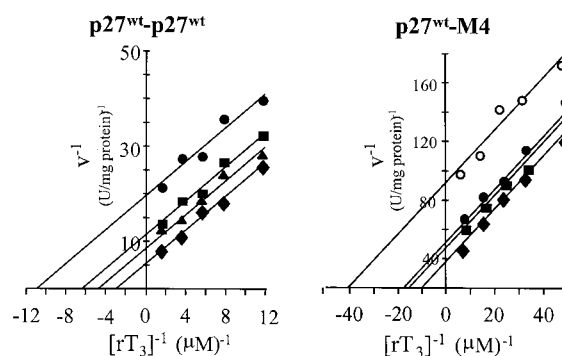 p27wt-p27wt
50
30
10
V-1
(U/mg protein)-1
-12
-8
-4
0
4
8
12
[rT3]-1 (µM)-1
p27wt-M4
160
120
80
40
V-1
(U/mg protein)-1
-40
-20
0
20
40
[rT3]-1 (µM)-1